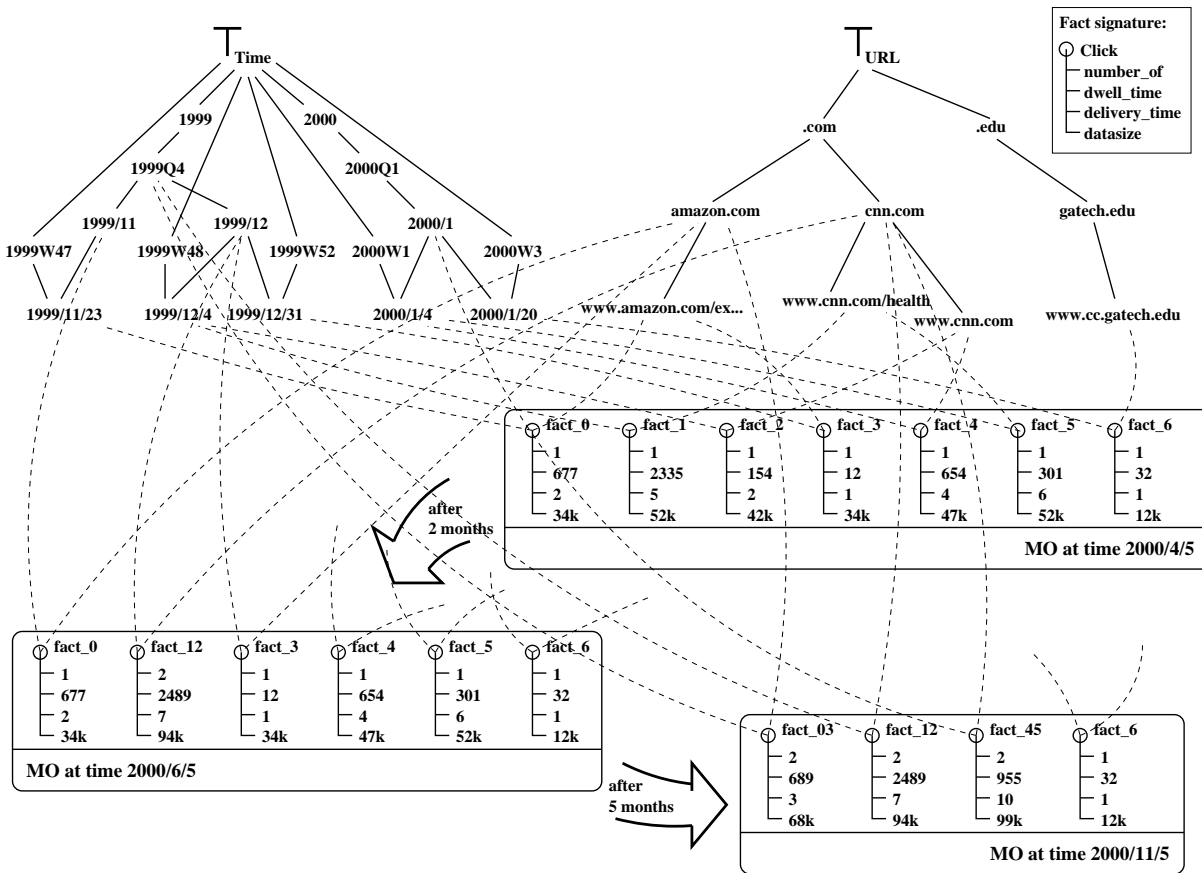 ⊤ Time
⊤ URL
Fact signature:
Click
number_of
dwell_time
delivery_time
datasize
1999
2000
.com
.edu
1999Q4
2000Q1
1999/11
1999/12
2000/1
amazon.com
cnn.com
gatech.edu
1999W47
1999W48
1999W52
2000W1
2000W3
1999/11/23
1999/12/4
1999/12/31
2000/1/4
2000/1/20
www.amazon.com/ex...
www.cnn.com/health
www.cnn.com
www.cc.gatech.edu
fact_0 fact_1 fact_2 fact_3 fact_4 fact_5 fact_6
1 1 1 1 1 1 1
677 2335 154 12 654 301 32
2 5 2 1 4 6 1
34k 52k 42k 34k 47k 52k 12k
MO at time 2000/4/5
after
2 months
fact_0 fact_12 fact_3 fact_4 fact_5 fact_6
1 2 1 1 1 1
677 2489 12 654 301 32
2 7 1 4 6 1
34k 94k 34k 47k 52k 12k
MO at time 2000/6/5
after
5 months
fact_03 fact_12 fact_45 fact_6
2 2 2 1
689 2489 955 32
3 7 10 1
68k 94k 99k 12k
MO at time 2000/11/5